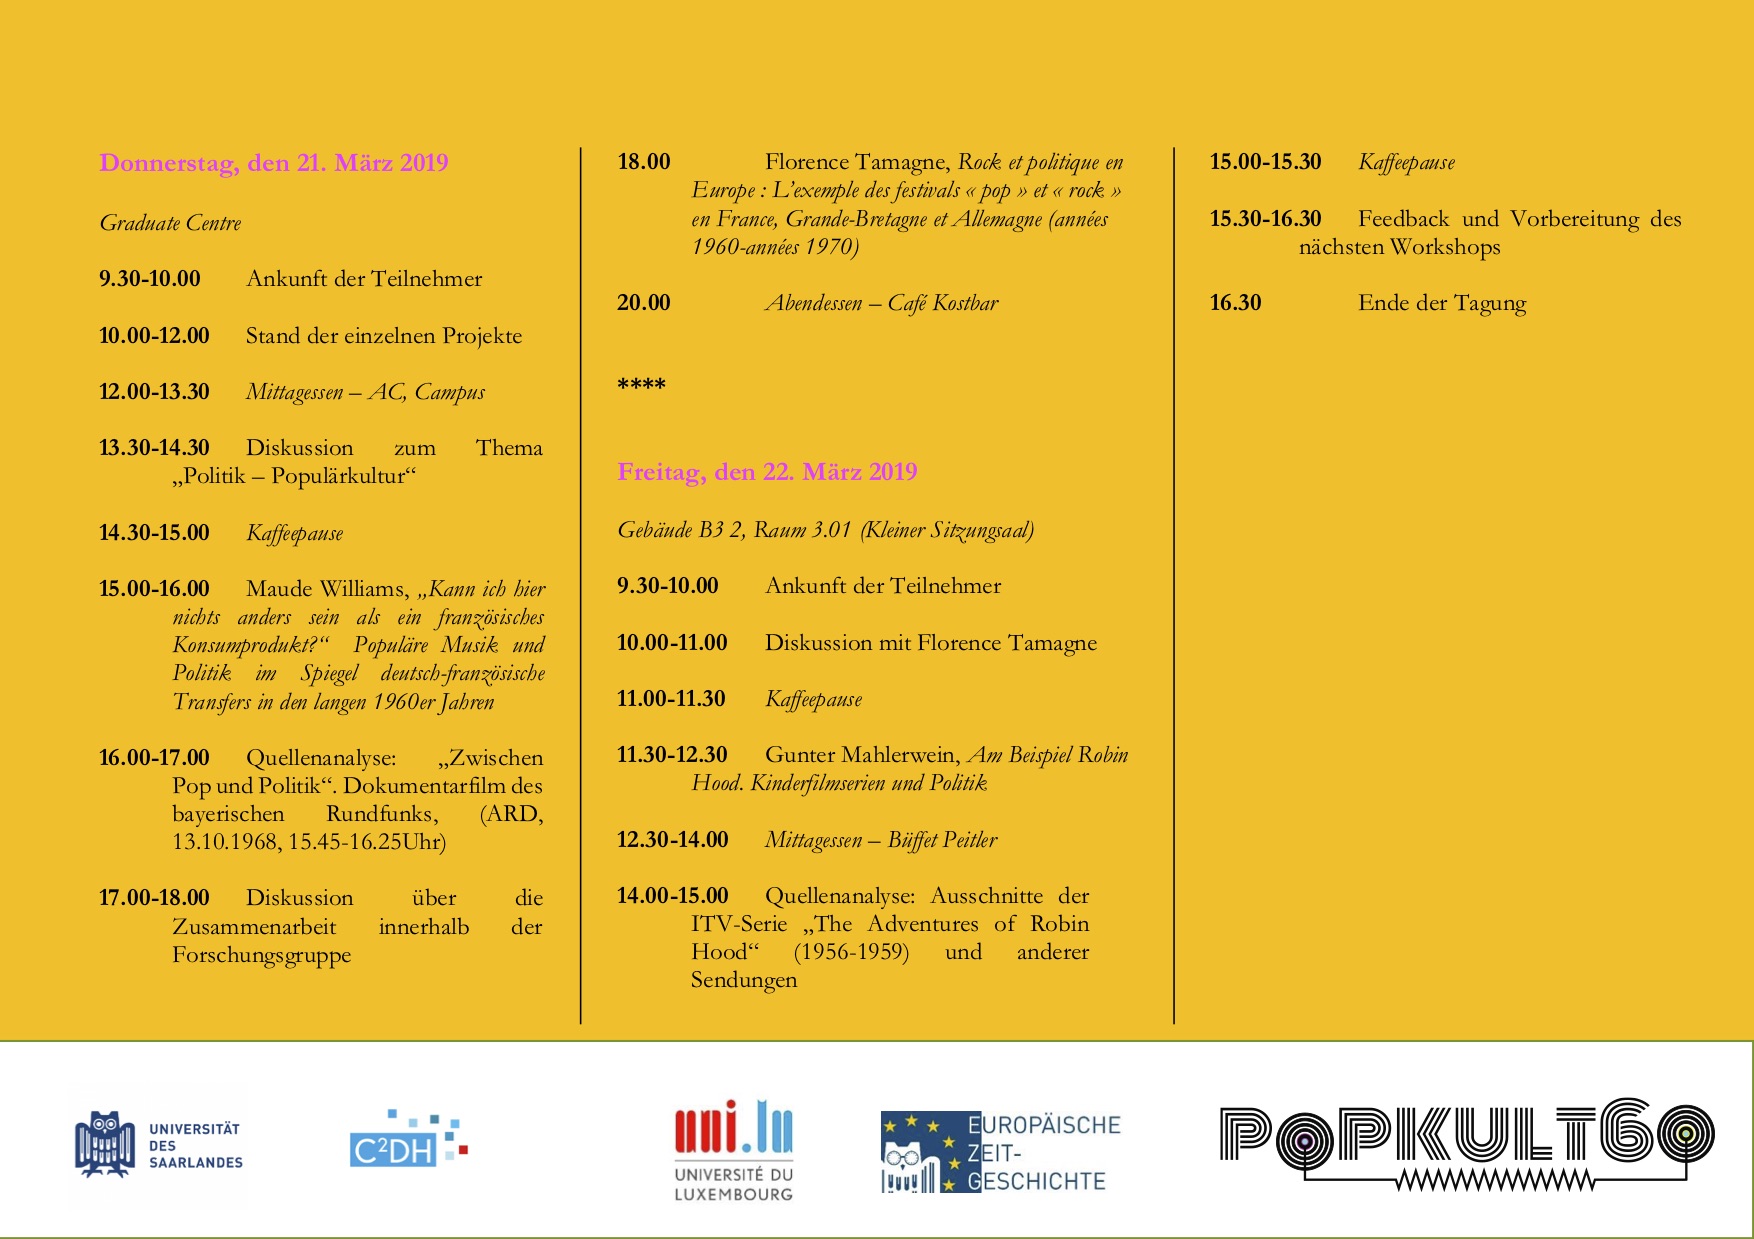 Donnerstag, den 21. März 2019
Graduate Centre
9.30-10.00 Ankunft der Teilnehmer
10.00-12.00 Stand der einzelnen Projekte
12.00-13.30 Mittagessen – AC, Campus
13.30-14.30 Diskussion zum Thema
„Politik – Populärkultur“
14.30-15.00 Kaffeepause
15.00-16.00 Maude Williams, „Kann ich hier
nichts anders sein als ein französisches
Konsumprodukt?“ Populäre Musik und
Politik im Spiegel deutsch-französische
Transfers in den langen 1960er Jahren
16.00-17.00 Quellenanalyse: „Zwischen
Pop und Politik“. Dokumentarfilm des
bayerischen Rundfunks, (ARD,
13.10.1968, 15.45-16.25Uhr)
17.00-18.00 Diskussion über die
Zusammenarbeit innerhalb der
Forschungsgruppe
18.00 Florence Tamagne, Rock et politique en
Europe : L’exemple des festivals « pop » et « rock »
en France, Grande-Bretagne et Allemagne (années
1960-années 1970)
20.00 Abendessen – Café Kostbar
****
Freitag, den 22. März 2019
Gebäude B3 2, Raum 3.01 (Kleiner Sitzungsaal)
9.30-10.00 Ankunft der Teilnehmer
10.00-11.00 Diskussion mit Florence Tamagne
11.00-11.30 Kaffeepause
11.30-12.30 Gunter Mahlerwein, Am Beispiel Robin
Hood. Kinderfilmserien und Politik
12.30-14.00 Mittagessen – Büffet Peitler
14.00-15.00 Quellenanalyse: Ausschnitte der
ITV-Serie „The Adventures of Robin
Hood“ (1956-1959) und anderer
Sendungen
15.00-15.30 Kaffeepause
15.30-16.30 Feedback und Vorbereitung des
nächsten Workshops
16.30 Ende der Tagung
UNIVERSITÄT
DES
SAARLANDES
C²DH
uni.lu
UNIVERSITÉ DU
LUXEMBOURG
EUROPÄISCHE
ZEIT-
GESCHICHTE
POPKULT60